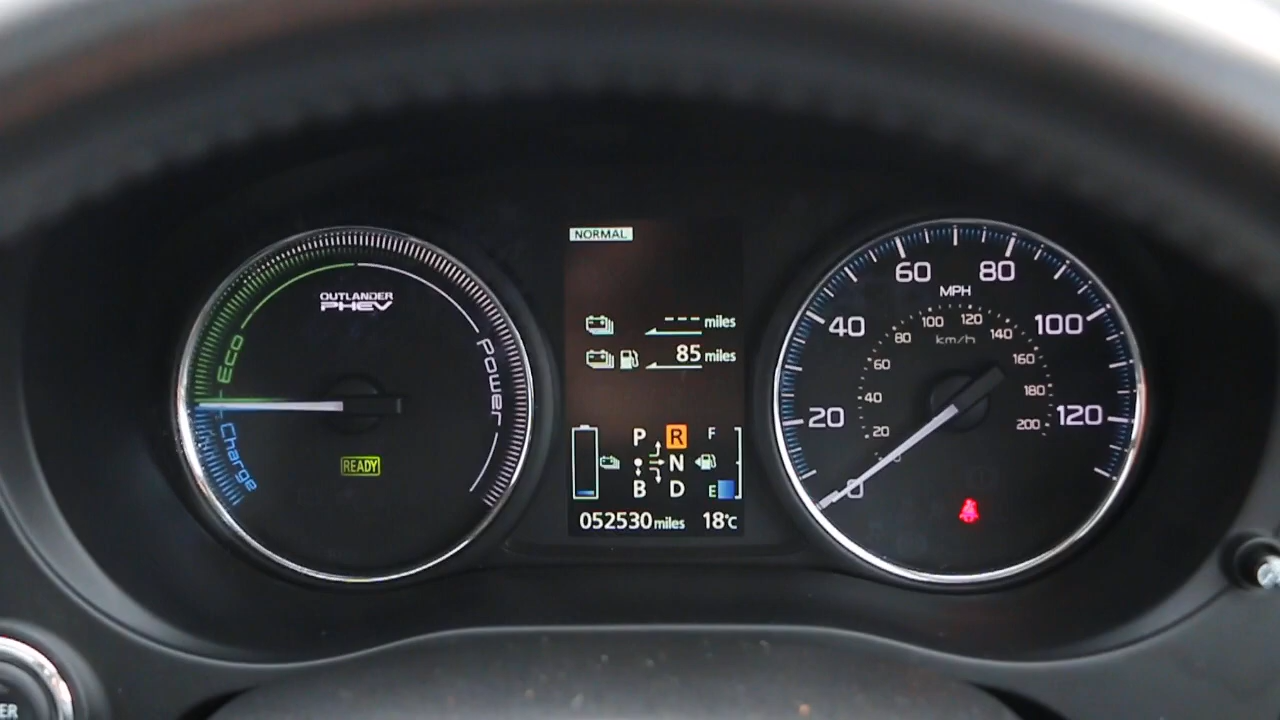 OUTLANDER
PHEV
Eco
Power
Charge
READY
NORMAL
--- miles
85 miles
P R F
N
B D E
052530 miles 18°C
0 20 40 60 80 100 120
MPH
km/h
20 40 60 80 100 120 140 160 180 200
ER